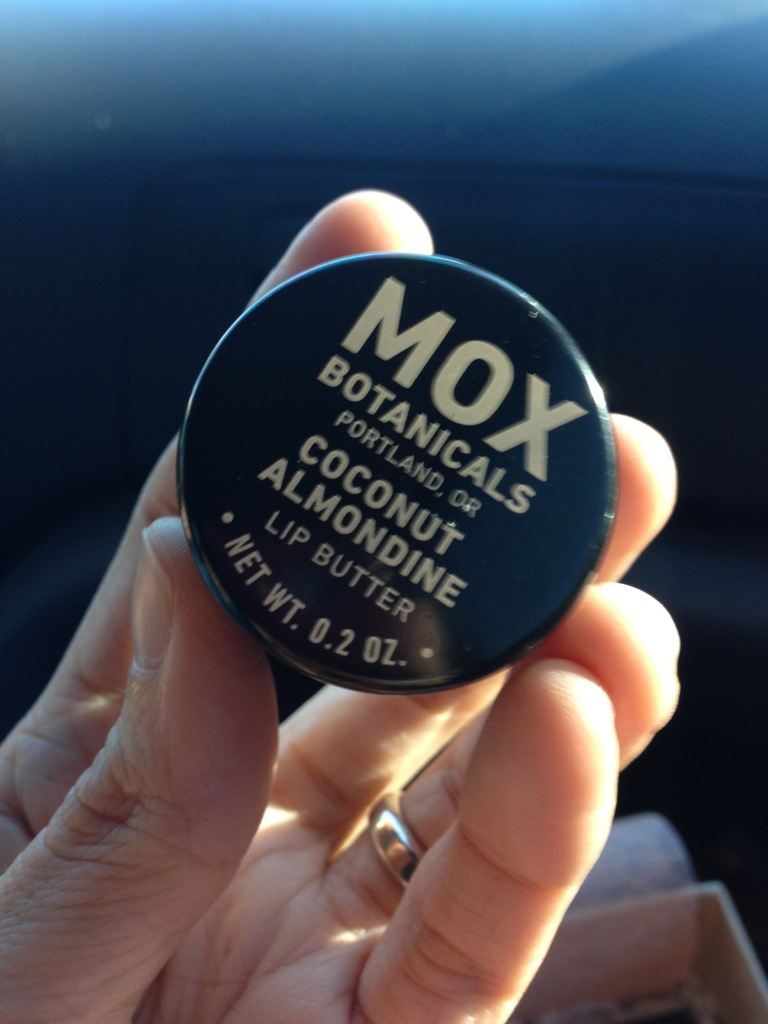 MOX
BOTANICALS
PORTLAND, OR
COCONUT
ALMONDINE
LIP BUTTER
• NET WT. 0.2 OZ. •